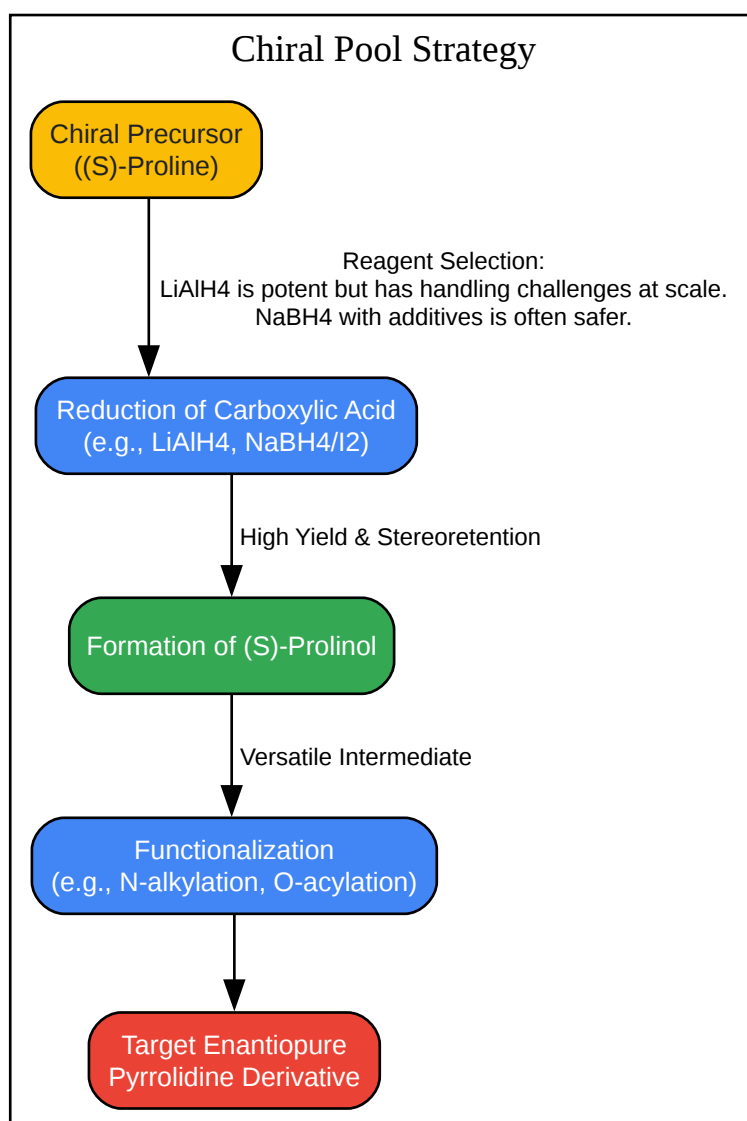 Chiral Pool Strategy
Chiral Precursor
((S)-Proline)
Reagent Selection:
LiAlH4 is potent but has handling challenges at scale.
NaBH4 with additives is often safer.
Reduction of Carboxylic Acid
(e.g., LiAlH4, NaBH4/I2)
High Yield & Stereoretention
Formation of (S)-Prolinol
Versatile Intermediate
Functionalization
(e.g., N-alkylation, O-acylation)
Target Enantiopure
Pyrrolidine Derivative